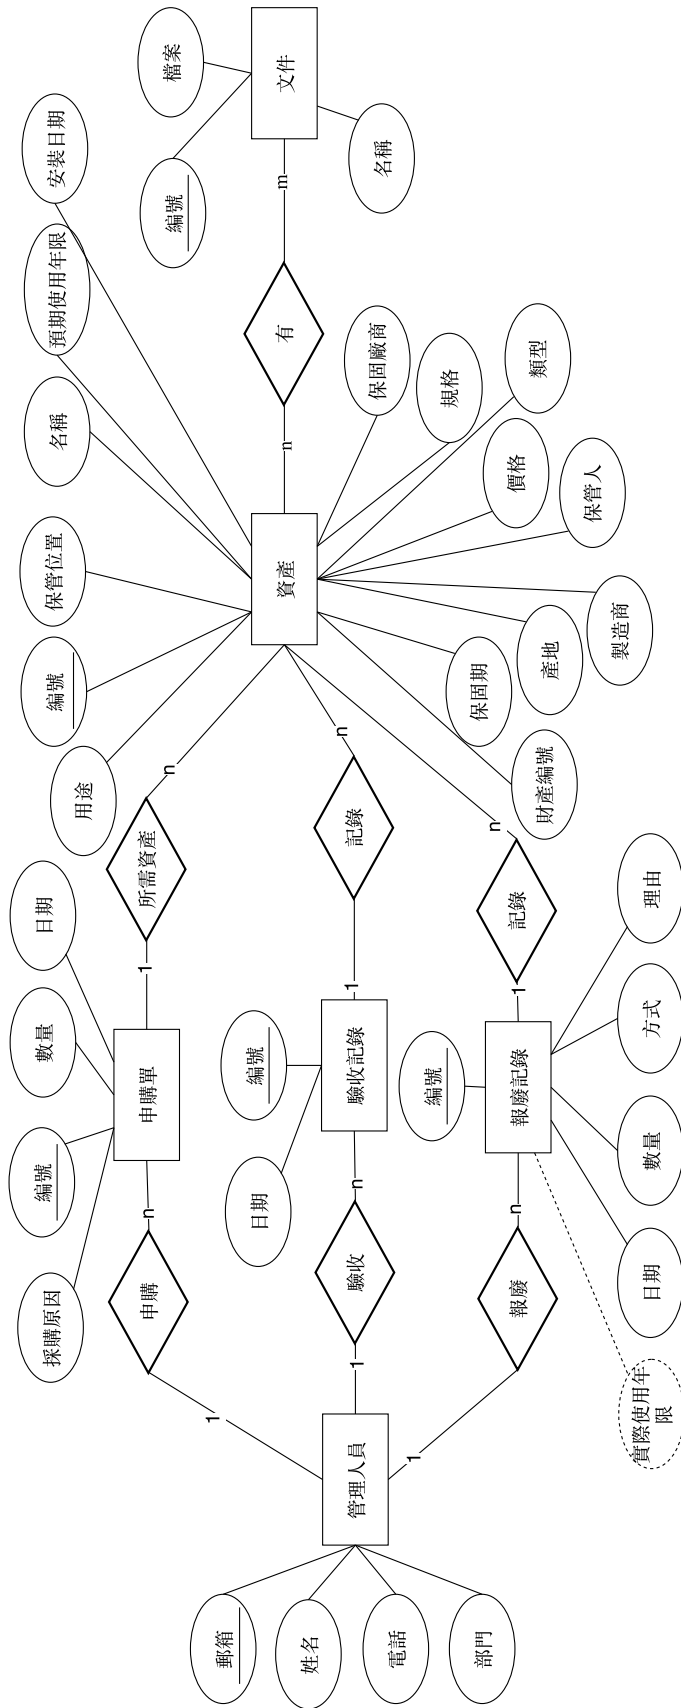 採購原因
編號
數量
日期
用途
編號
保管位置
名稱
預期使用年限
安裝日期
申購
n
申購單
1
所需資產
n
編號
檔案
郵箱
1
日期
編號
資產
n
有
m
文件
姓名
管理人員
1
驗收
n
驗收記錄
1
記錄
n
保固廠商
名稱
電話
1
編號
保固期
規格
部門
報廢
n
報廢記錄
1
記錄
n
財產編號
產地
價格
類型
實際使用年
限
日期
數量
方式
理由
製造商
保管人